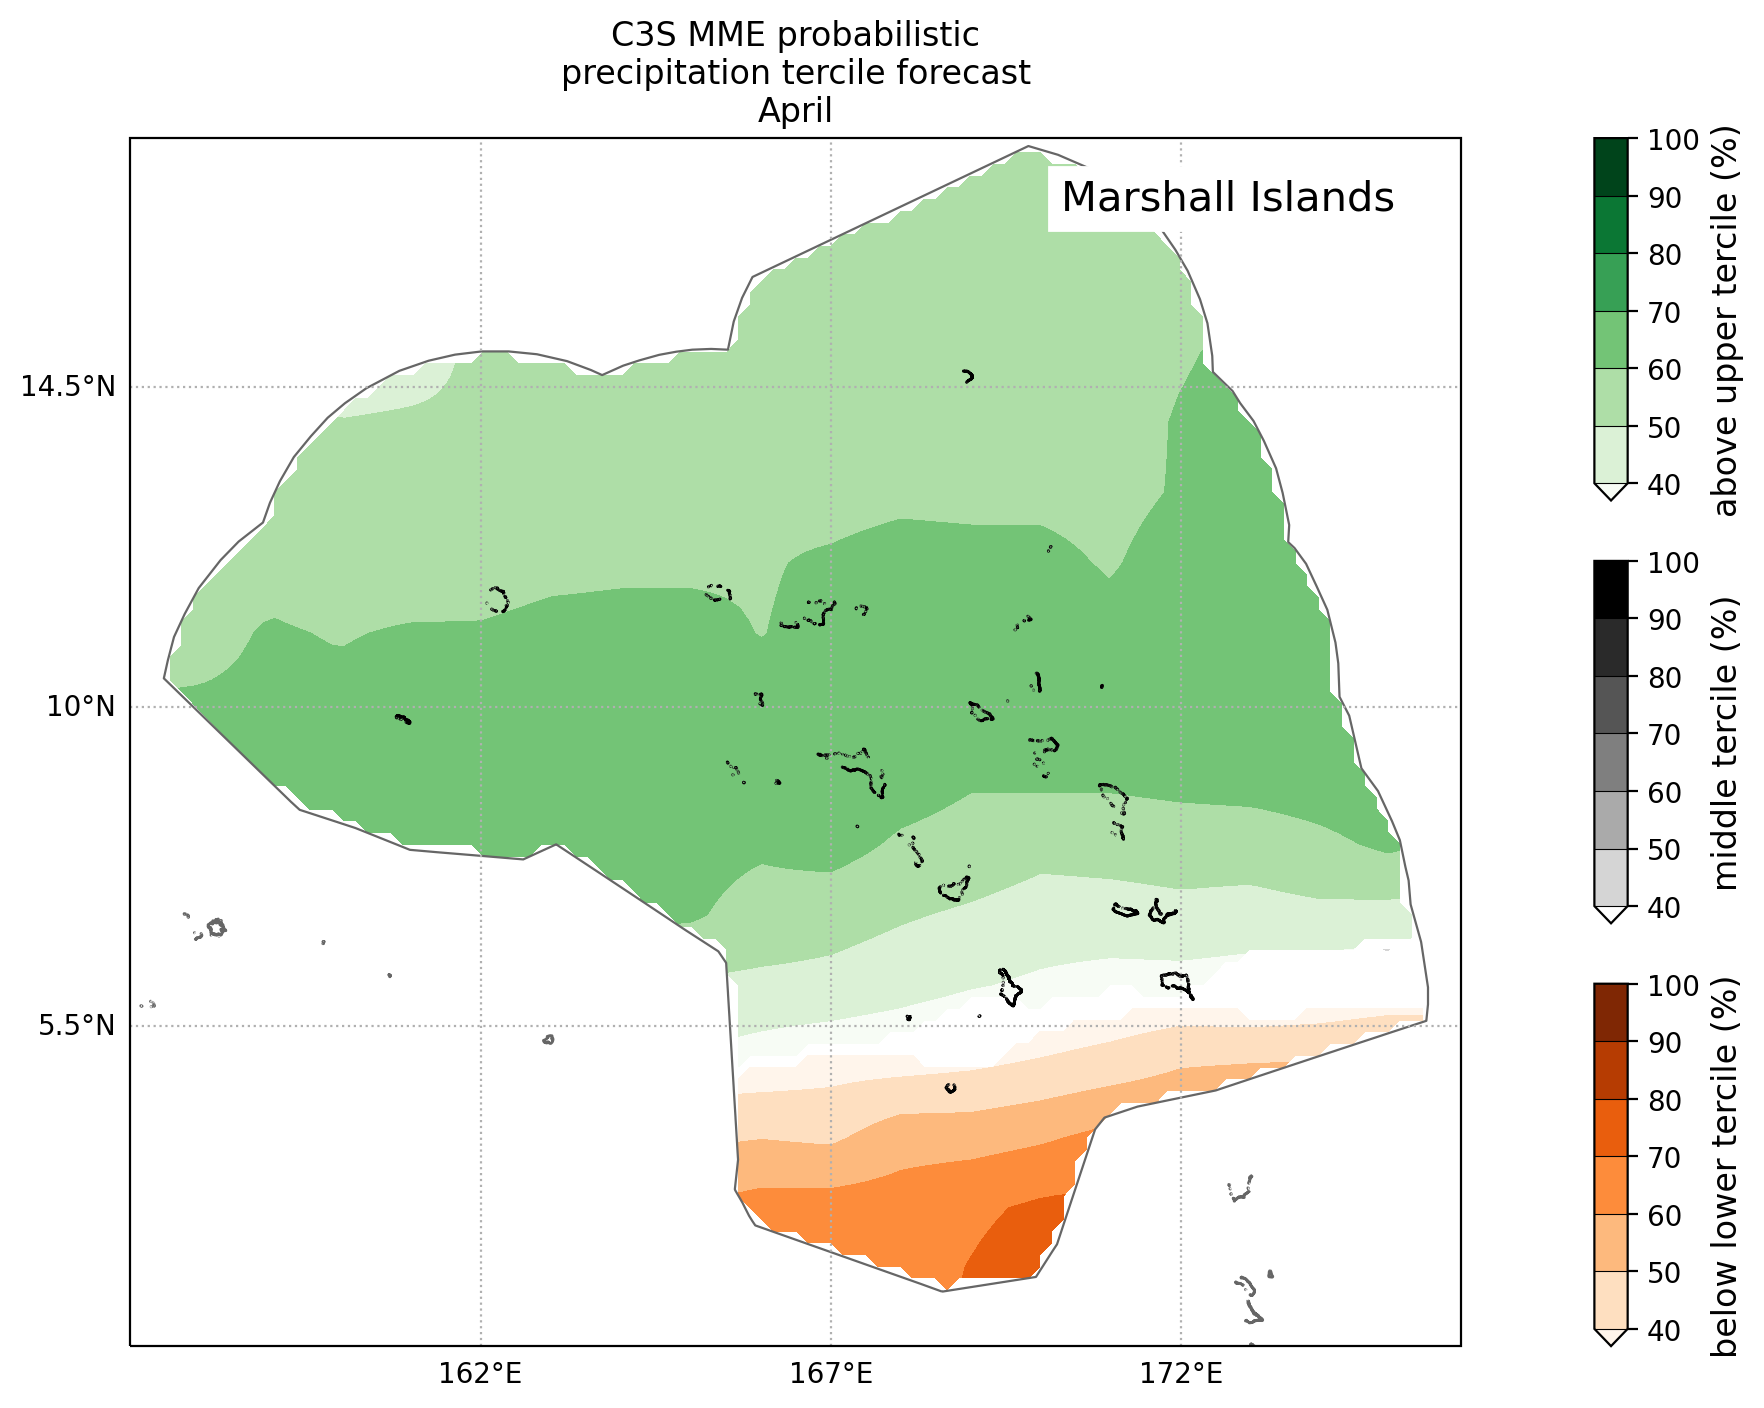 C3S MME probabilistic
precipitation tercile forecast
April
Marshall Islands
14.5°N
10°N
5.5°N
162°E
167°E
172°E
100
90
80
70
60
50
40
above upper tercile (%)
100
90
80
70
60
50
40
middle tercile (%)
100
90
80
70
60
50
40
below lower tercile (%)